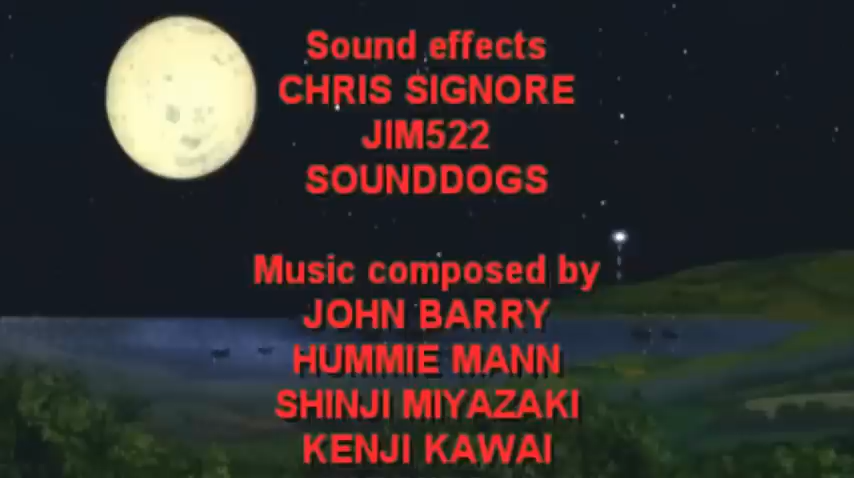 Sound effects
CHRIS SIGNORE
JIM522
SOUNDDOGS
Music composed by
JOHN BARRY
HUMMIE MANN
SHINJI MIYAZAKI
KENJI KAWAI